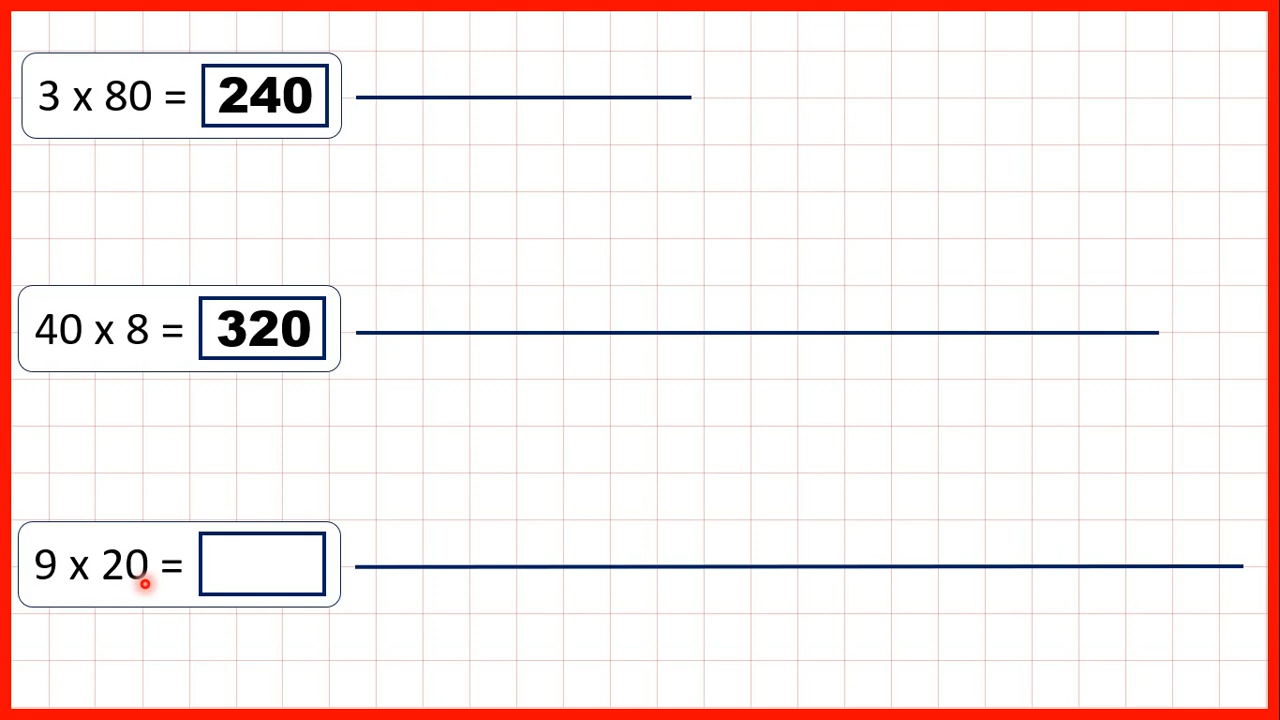 3 x 80 = 240
40 x 8 = 320
9 x 20 =